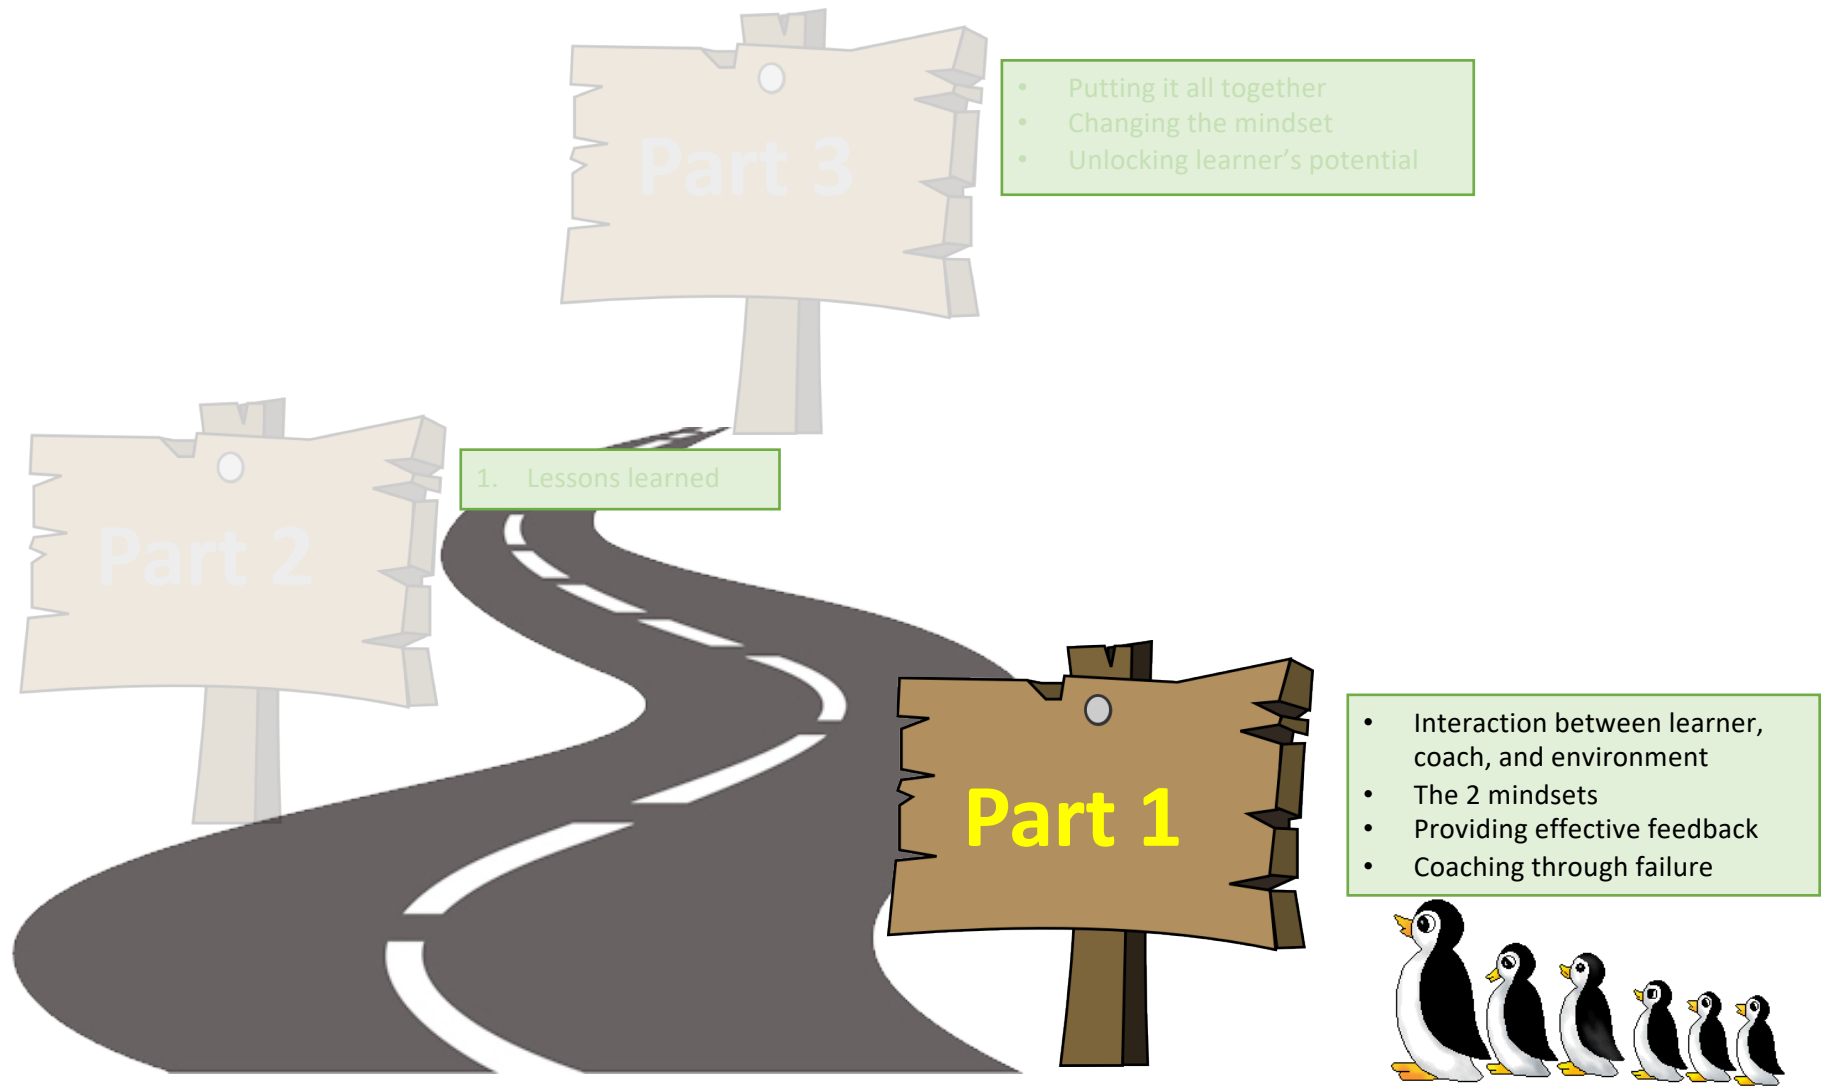 Part 3
• Putting it all together
• Changing the mindset
• Unlocking learner's potential
Part 2
1. Lessons learned
Part 1
• Interaction between learner,
coach, and environment
• The 2 mindsets
• Providing effective feedback
• Coaching through failure